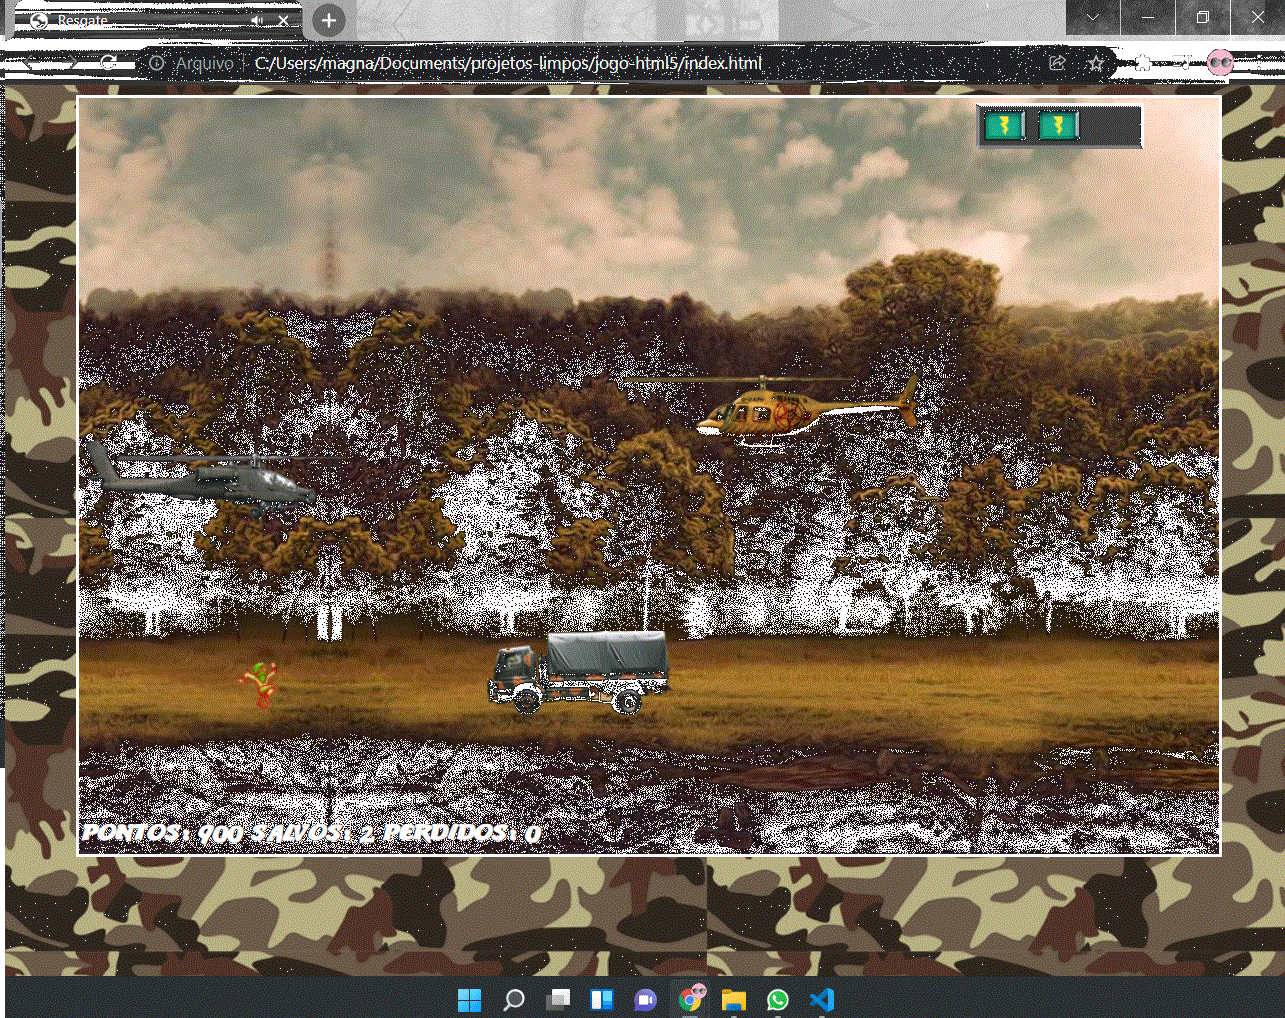 Resgate
Arquivo C:/Users/magna/Documents/projetos-limpos/jogo-html5/index.html
PONTOS: 900 SALVOS: 2 PERDIDOS: 0